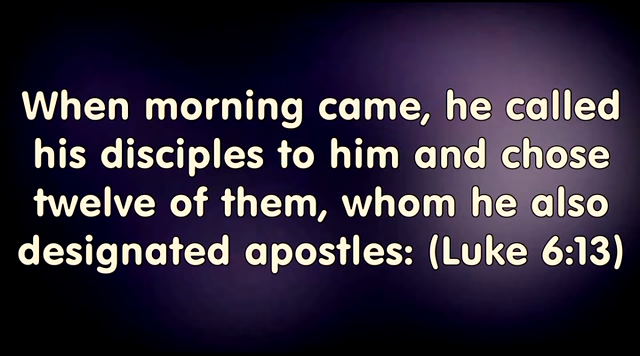 When morning came, he called
his disciples to him and chose
twelve of them, whom he also
designated apostles: (Luke 6:13)